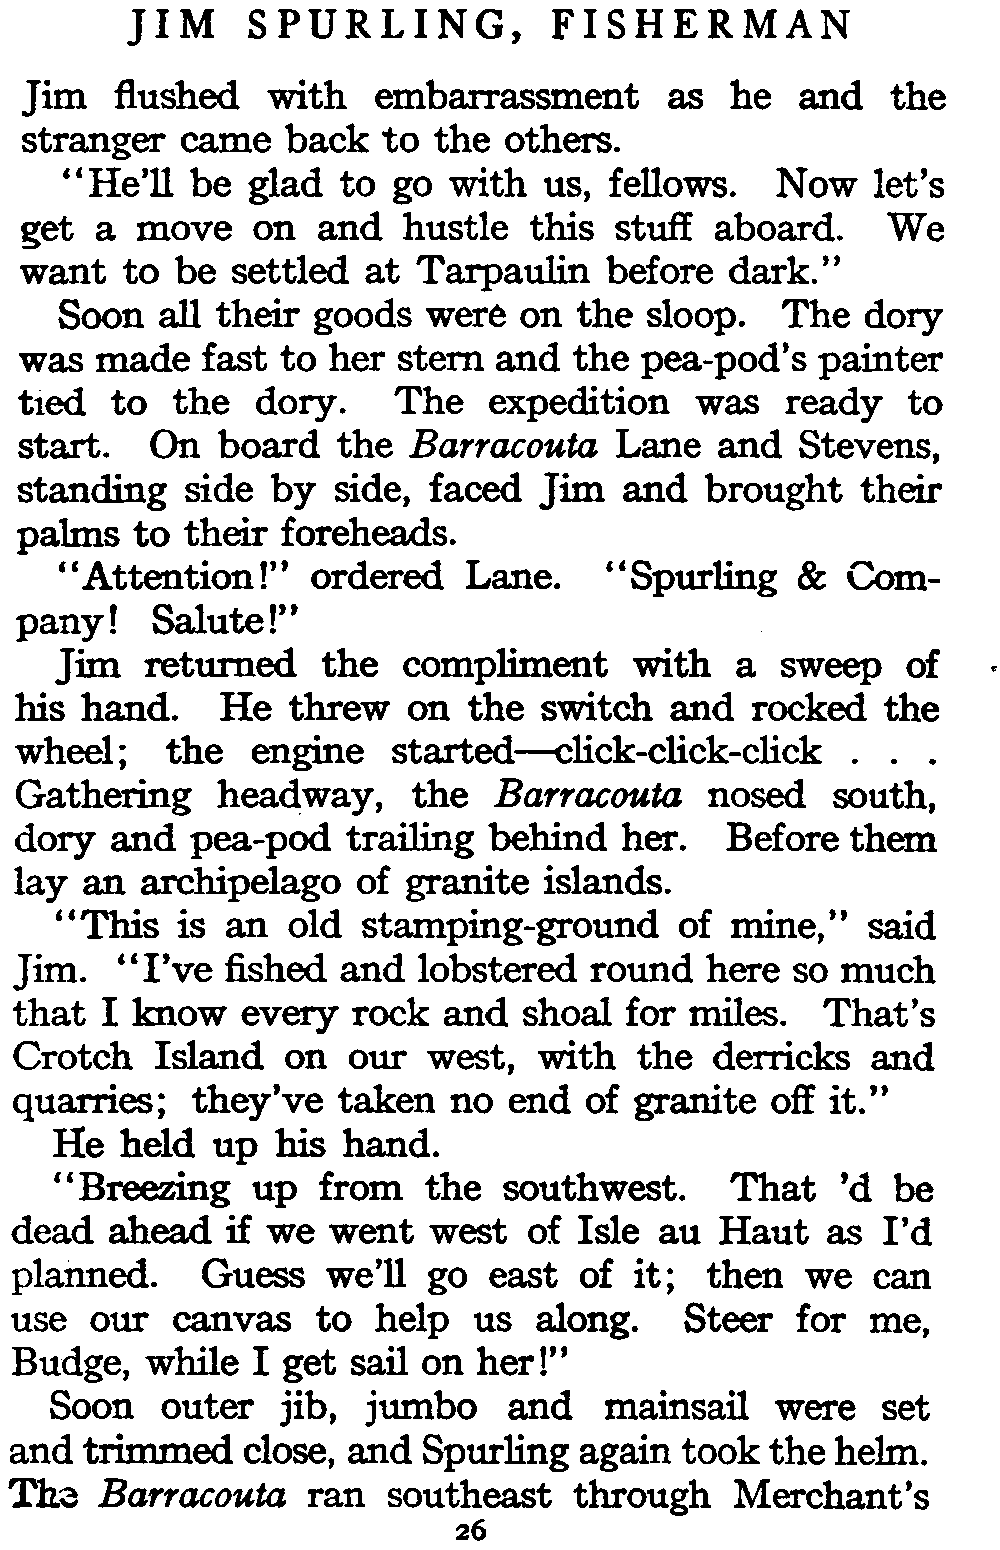 JIM SPURLING, FISHERMAN
Jim flushed with embarrassment as he and the
stranger came back to the others.
"He'll be glad to go with us, fellows. Now let's
get a move on and hustle this stuff aboard. We
want to be settled at Tarpaulin before dark."
Soon all their goods were on the sloop. The dory
was made fast to her stern and the pea-pod's painter
tied to the dory. The expedition was ready to
start. On board the Barracouta Lane and Stevens,
standing side by side, faced Jim and brought their
palms to their foreheads.
"Attention!" ordered Lane. "Spurling & Com-
pany! Salute!"
Jim returned the compliment with a sweep of
his hand. He threw on the switch and rocked the
wheel; the engine started—click-click-click . . .
Gathering headway, the Barracouta nosed south,
dory and pea-pod trailing behind her. Before them
lay an archipelago of granite islands.
"This is an old stamping-ground of mine," said
Jim. "I've fished and lobstered round here so much
that I know every rock and shoal for miles. That's
Crotch Island on our west, with the derricks and
quarries; they've taken no end of granite off it."
He held up his hand.
"Breezing up from the southwest. That 'd be
dead ahead if we went west of Isle au Haut as I'd
planned. Guess we'll go east of it; then we can
use our canvas to help us along. Steer for me,
Budge, while I get sail on her!"
Soon outer jib, jumbo and mainsail were set
and trimmed close, and Spurling again took the helm.
The Barracouta ran southeast through Merchant's
26